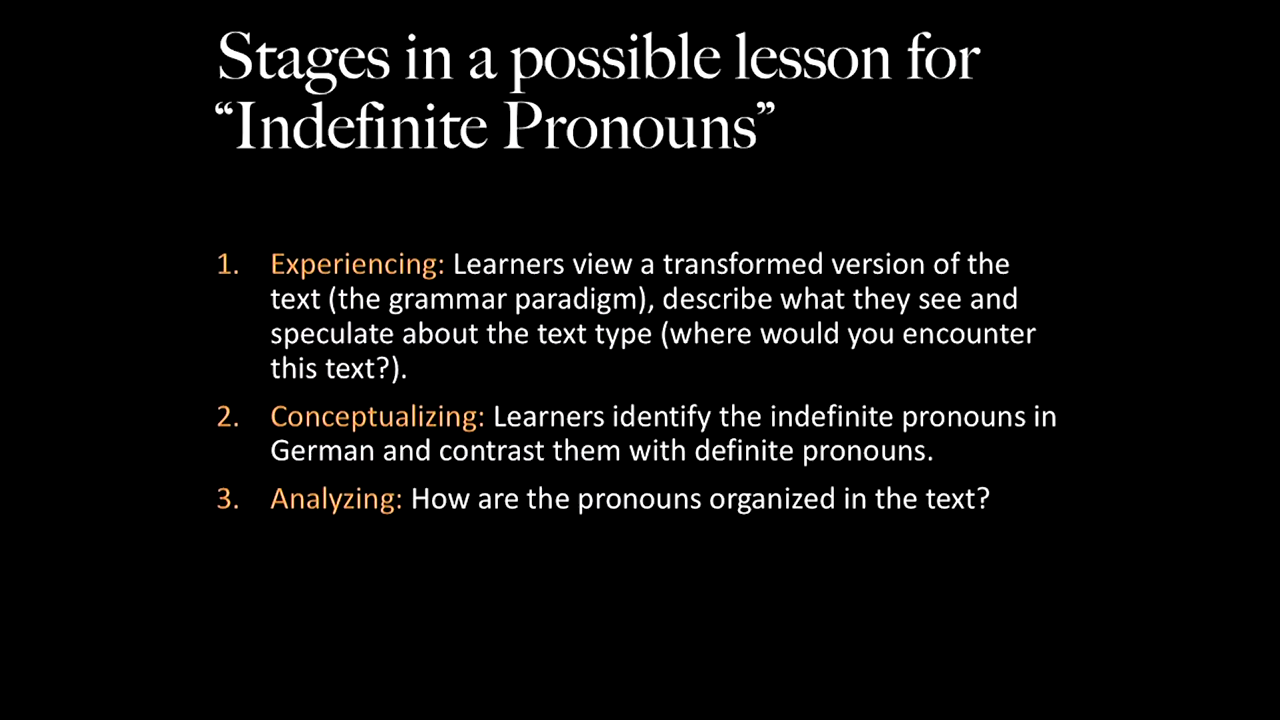 Stages in a possible lesson for
“Indefinite Pronouns”
1. Experiencing: Learners view a transformed version of the
text (the grammar paradigm), describe what they see and
speculate about the text type (where would you encounter
this text?).
2. Conceptualizing: Learners identify the indefinite pronouns in
German and contrast them with definite pronouns.
3. Analyzing: How are the pronouns organized in the text?